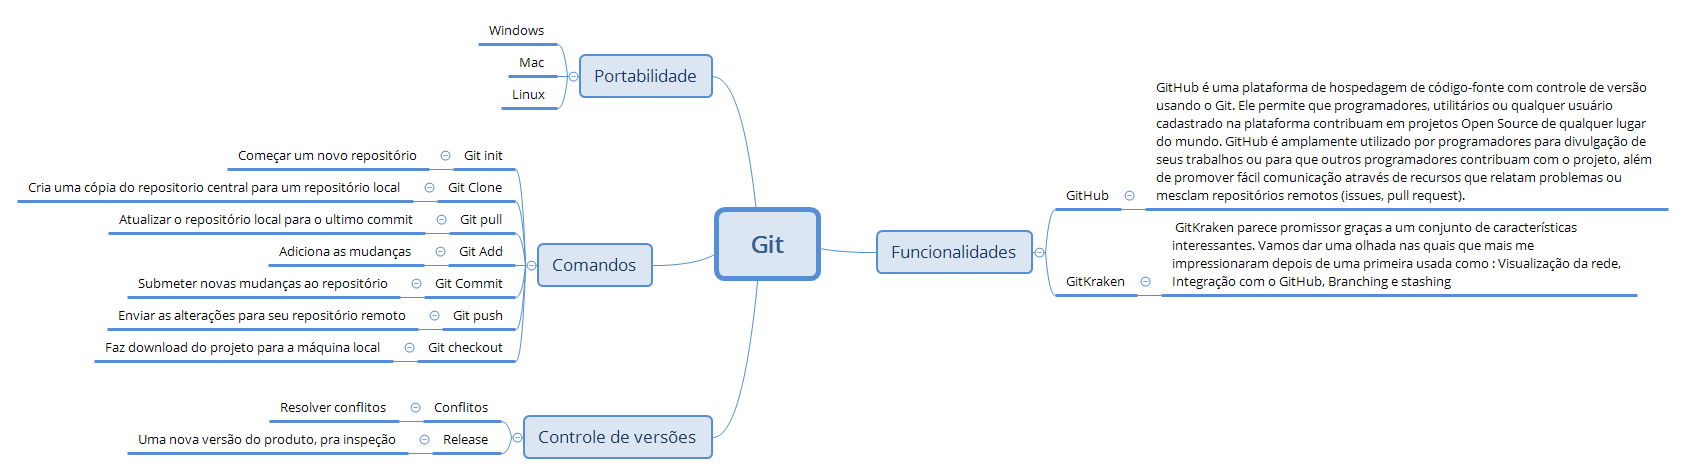 Git
Portabilidade
Windows
Mac
Linux
Comandos
Git init
Começar um novo repositório
Git Clone
Cria uma cópia do repositorio central para um repositório local
Git pull
Atualizar o repositório local para o ultimo commit
Git Add
Adiciona as mudanças
Git Commit
Submeter novas mudanças ao repositório
Git push
Enviar as alterações para seu repositório remoto
Git checkout
Faz download do projeto para a máquina local
Controle de versões
Conflitos
Resolver conflitos
Release
Uma nova versão do produto, pra inspeção
Funcionalidades
GitHub
GitHub é uma plataforma de hospedagem de código-fonte com controle de versão
usando o Git. Ele permite que programadores, utilitários ou qualquer usuário
cadastrado na plataforma contribuam em projetos Open Source de qualquer lugar
do mundo. GitHub é amplamente utilizado por programadores para divulgação de
seus trabalhos ou para que outros programadores contribuam com o projeto, além
de promover fácil comunicação através de recursos que relatam problemas ou
mesclam repositórios remotos (issues, pull request).
GitKraken
GitKraken parece promissor graças a um conjunto de características
interessantes. Vamos dar uma olhada nas quais que mais me
impressionaram depois de uma primeira usada como : Visualização da rede,
Integração com o GitHub, Branching e stashing